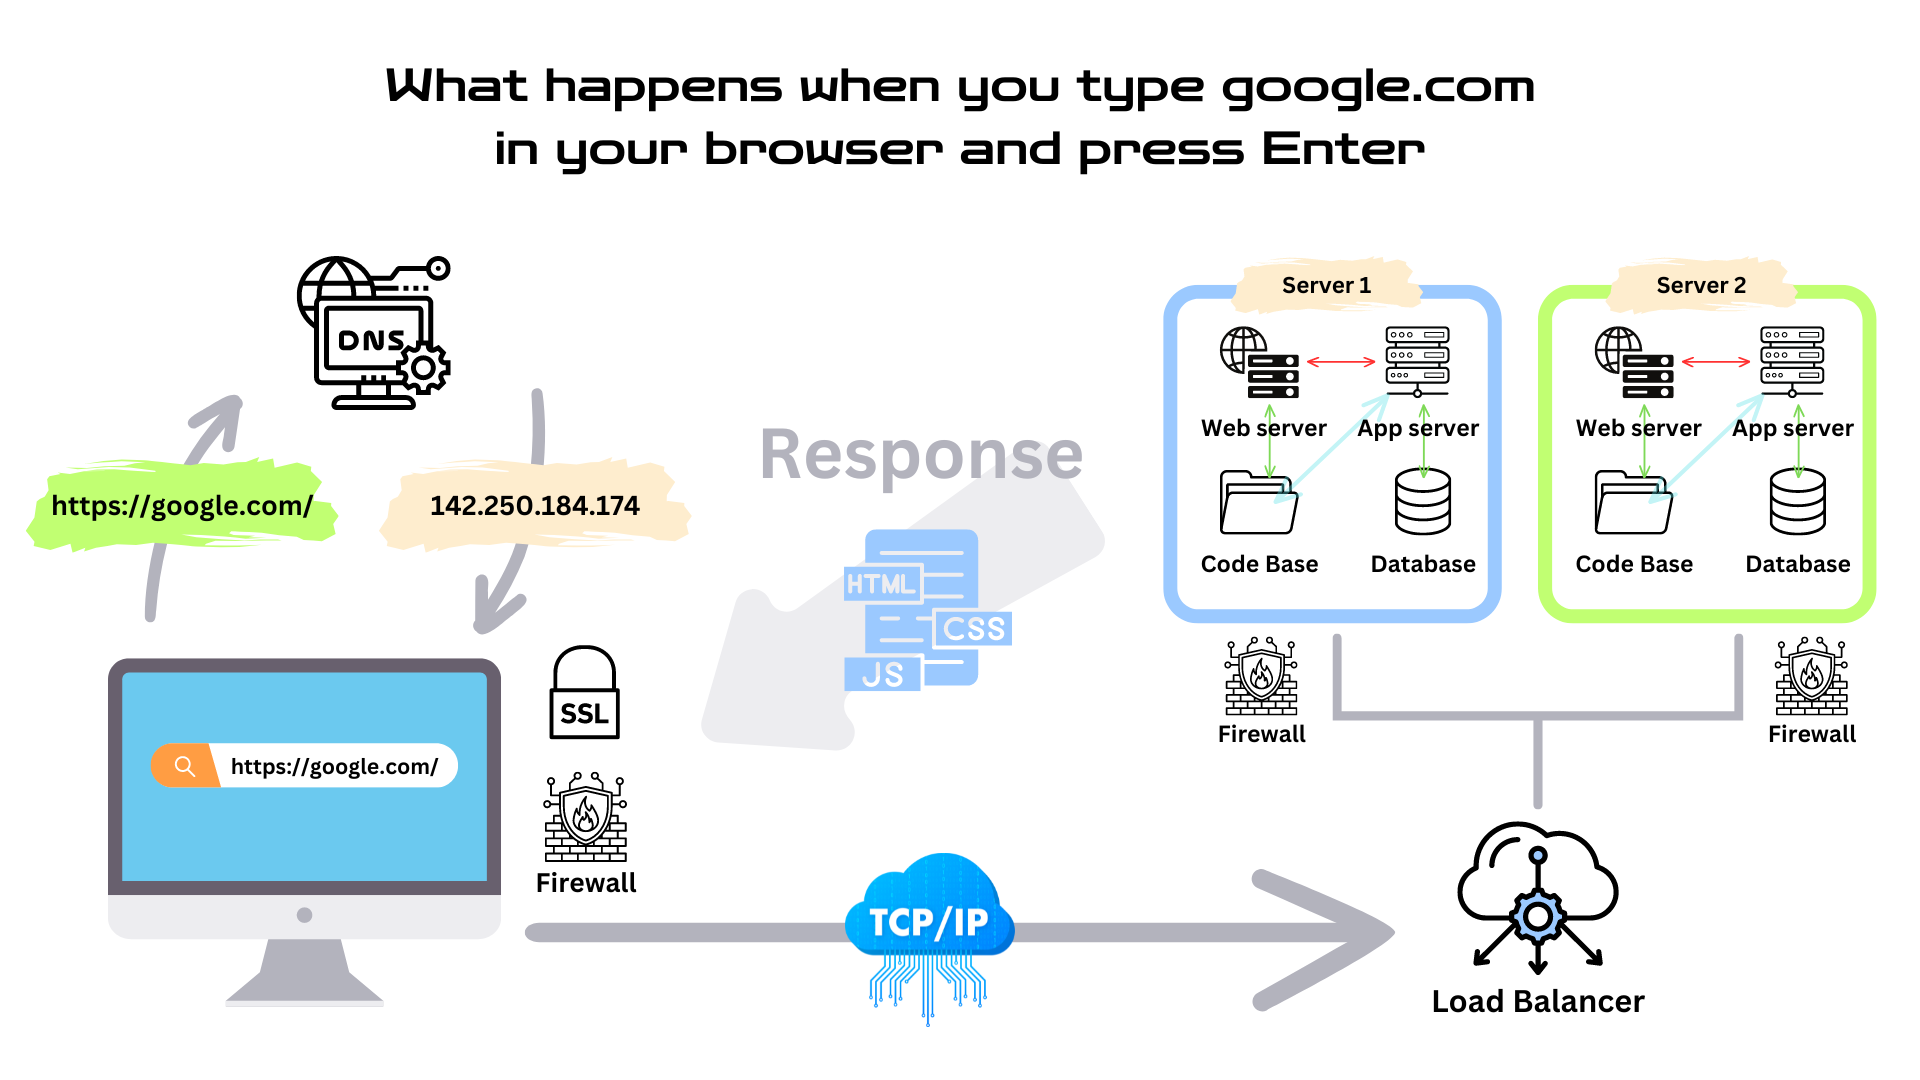 What happens when you type google.com
in your browser and press Enter
DNS
https://google.com/
142.250.184.174
Response
HTML
CSS
JS
Server 1
Web server
App server
Code Base
Database
Server 2
Web server
App server
Code Base
Database
SSL
Firewall
https://google.com/
Firewall
Firewall
TCP/IP
Load Balancer